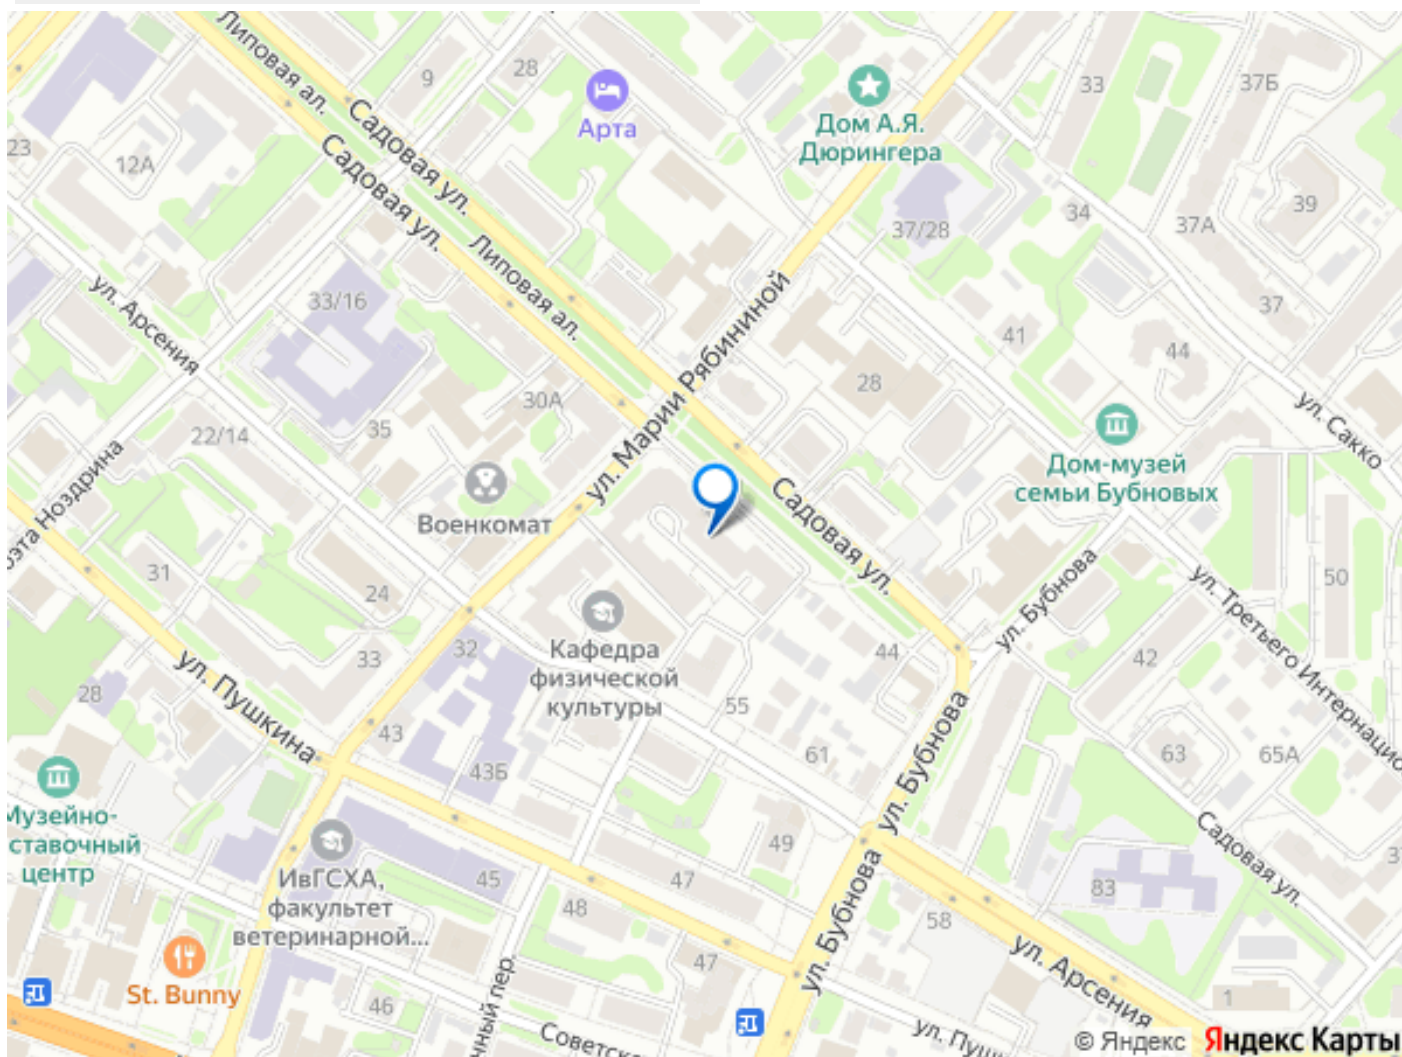 Липовая ал.
9
28
Арта
Дом А.Я.
Дюрингера
33
37Б
23
12А
Садовая ул.
Садовая ул.
37/28
34
37А
39
ул. Арсения
33/16
Липовая ал.
ул. Марии Рябининой
37
41
44
28
30А
22/14
35
ул. Сакко
Дом-музей
семьи Бубновых
Военкомат
Садовая ул.
31
24
50
ул. Бубнова
ул. Третьего Интернацио
Кафедра
физической
культуры
32
33
44
42
ул. Пушкина
28
43
55
61
63
65А
43Б
ул. Бубнова
Музейно-
ставочный
центр
49
Садовая ул.
ИвГСХА,
факультет
ветеринарной...
45
47
83
48
58
ул. Бубнова
St. Bunny
47
ул. Арсения
46
1
Советск
ул. Пуш
© Яндекс Яндекс Карты